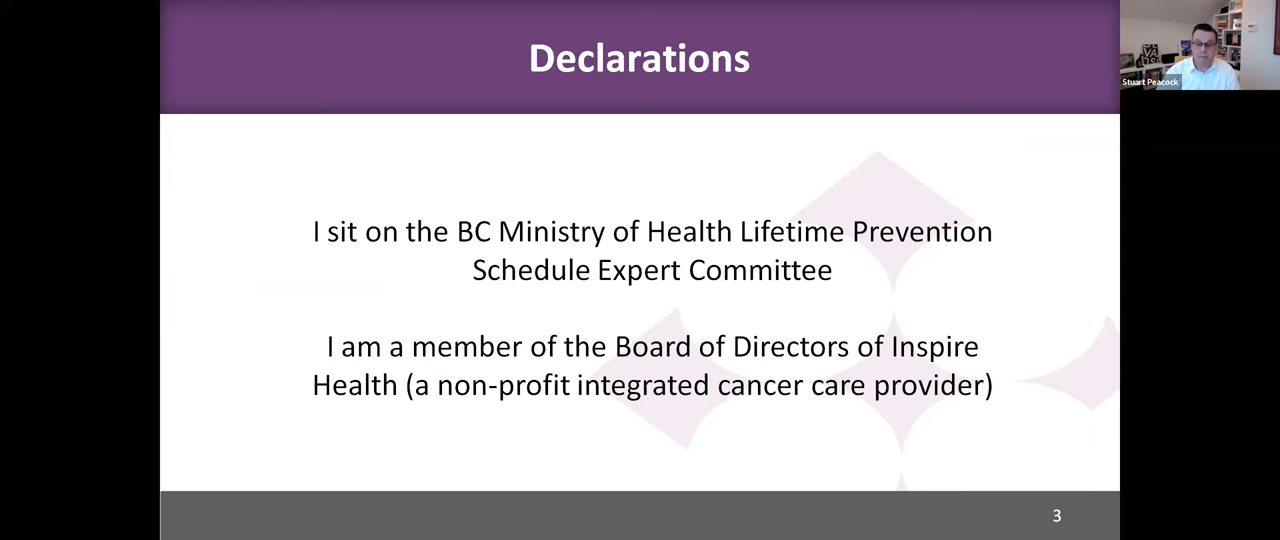 Declarations
Stuart Peacock
I sit on the BC Ministry of Health Lifetime Prevention
Schedule Expert Committee
I am a member of the Board of Directors of Inspire
Health (a non-profit integrated cancer care provider)
3